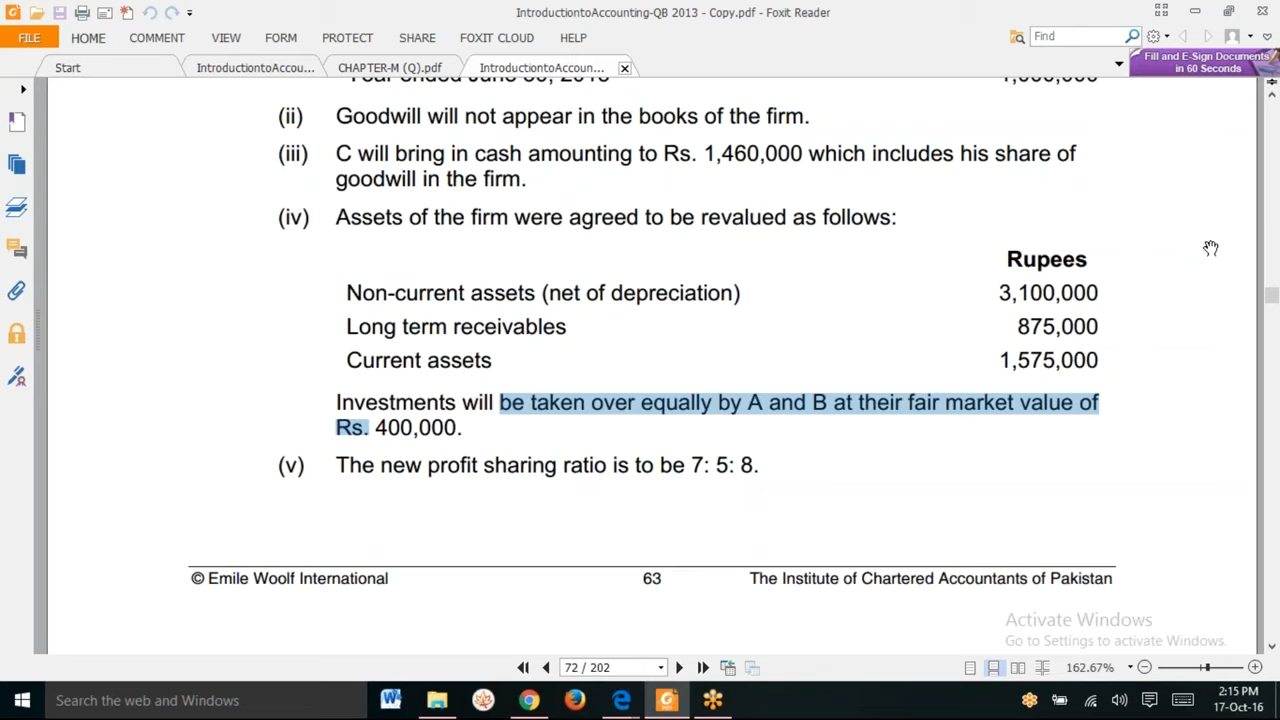 IntroductiontoAccounting-QB 2013 - Copy.pdf - Foxit Reader
FILE HOME COMMENT VIEW FORM PROTECT SHARE FOXIT CLOUD HELP
Find
Start IntroductiontoAccou... CHAPTER-M (Q).pdf IntroductiontoAccoun...
Fill and E-Sign Documents
in 60 Seconds
(ii) Goodwill will not appear in the books of the firm.
(iii) C will bring in cash amounting to Rs. 1,460,000 which includes his share of
goodwill in the firm.
(iv) Assets of the firm were agreed to be revalued as follows:
Rupees
Non-current assets (net of depreciation) 3,100,000
Long term receivables 875,000
Current assets 1,575,000
Investments will be taken over equally by A and B at their fair market value of
Rs. 400,000.
(v) The new profit sharing ratio is to be 7: 5: 8.
© Emile Woolf International 63 The Institute of Chartered Accountants of Pakistan
Activate Windows
Go to Settings to activate Windows.
72 / 202 162.67%
Search the web and Windows
2:15 PM
17-Oct-16